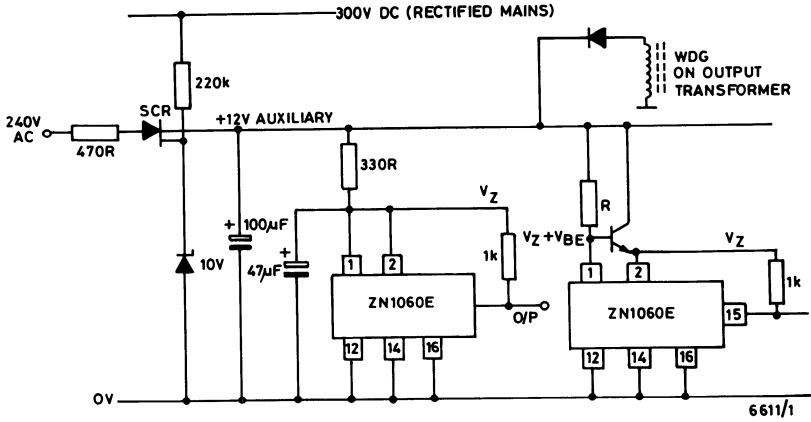 300V DC (RECTIFIED MAINS)
220k
WDG
ON OUTPUT
TRANSFORMER
240V
AC
470R
SCR
+12V AUXILIARY
330R
R
VZ
VZ + VBE
VZ
+ 100µF
+
47µF
10V
1k
1k
1
2
1
2
ZN1060E
O/P
ZN1060E
15
12
14
16
12
14
16
0V
6611/1